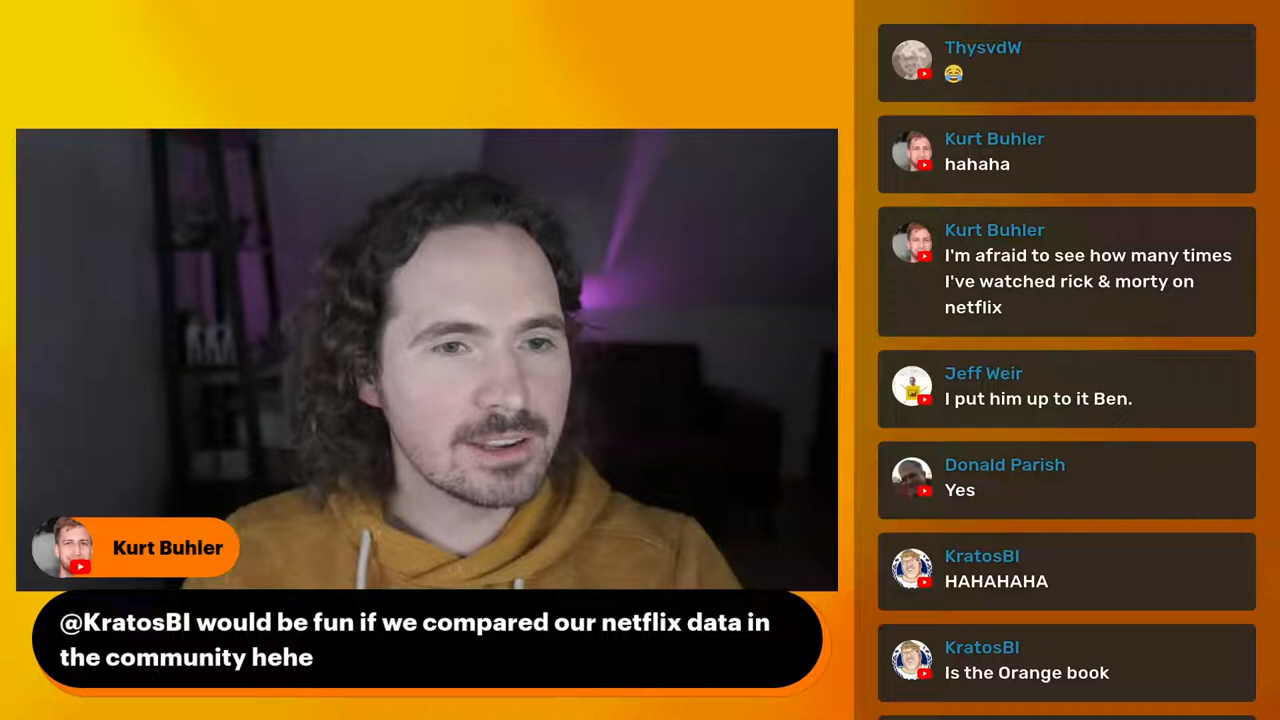 ThysvdW
😂
Kurt Buhler
hahaha
Kurt Buhler
I'm afraid to see how many times
I've watched rick & morty on
netflix
Jeff Weir
I put him up to it Ben.
Donald Parish
Yes
KratosBI
HAHAHAHA
KratosBI
Is the Orange book
Kurt Buhler
@KratosBI would be fun if we compared our netflix data in
the community hehe